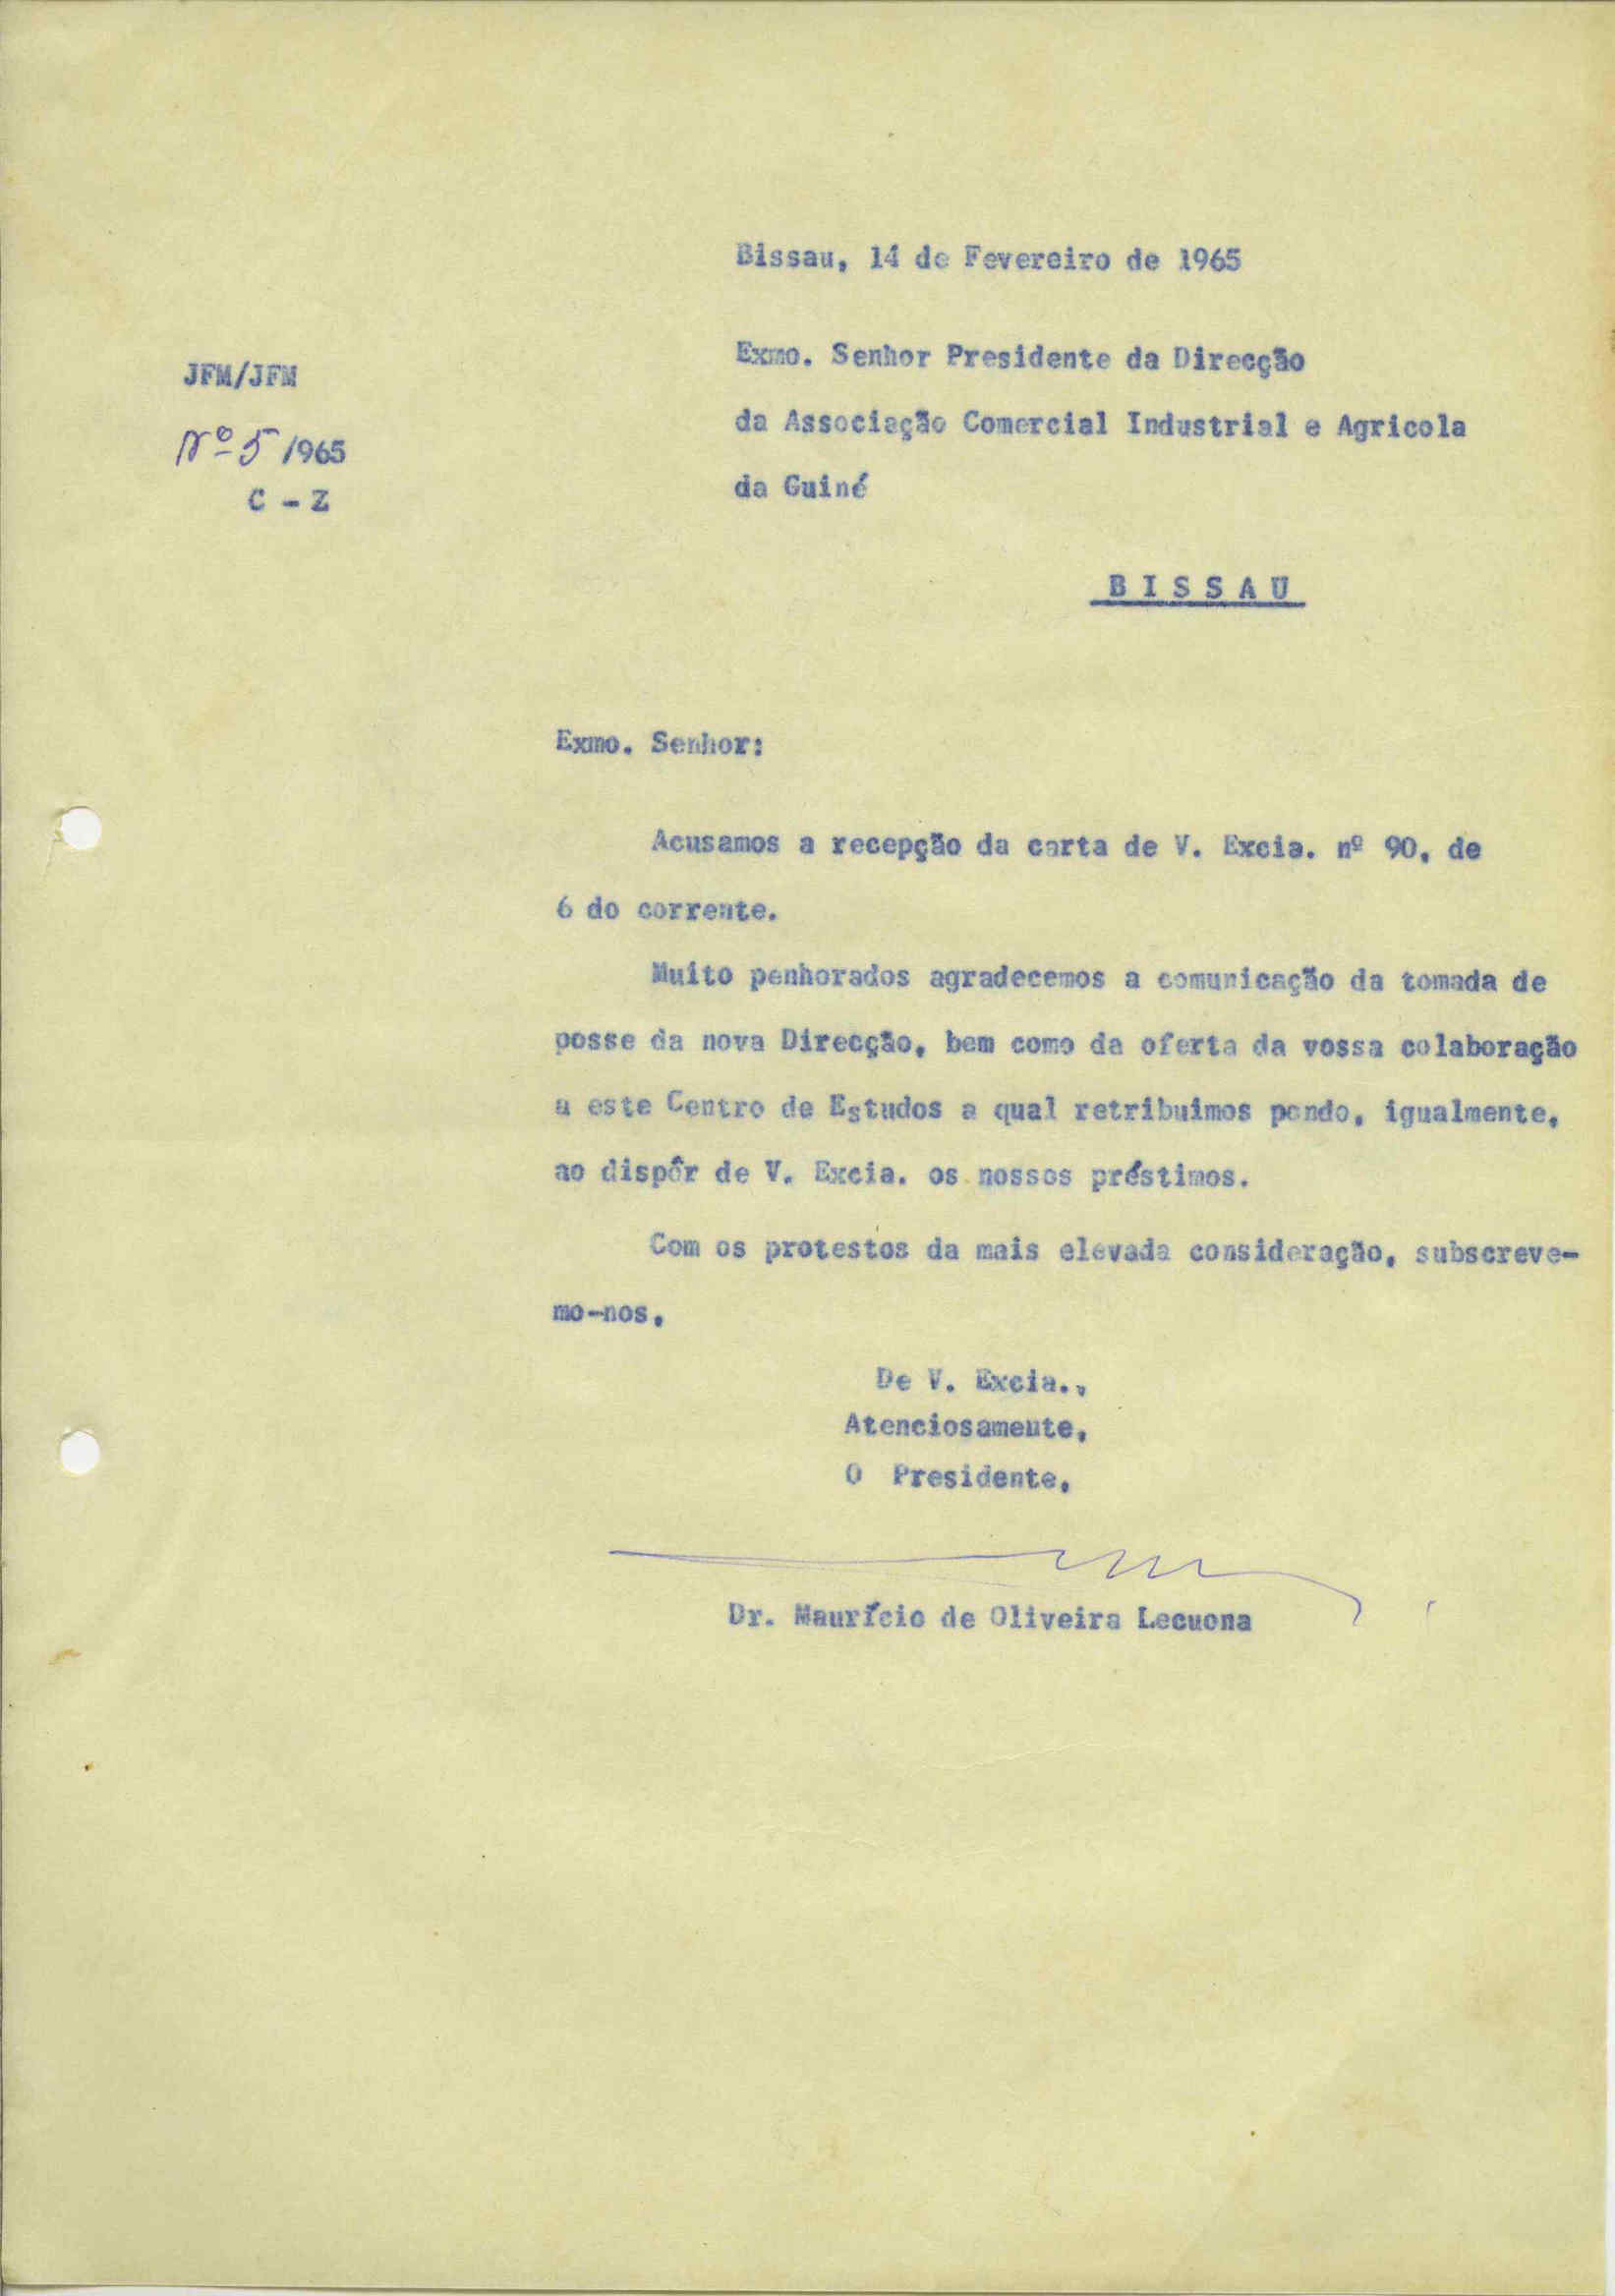 Bissau, 14 de Fevereiro de 1965
Exmo. Senhor Presidente da Direcção
JFM/JFM
da Associação Comercial Industrial e Agricola
Nº 5 /965
da Guiné
C - Z
B I S S A U
Exmo. Senhor:
Acusamos a recepção da carta de V. Excia. nº 90, de
6 do corrente.
Muito penhorados agradecemos a comunicação da tomada de
posse da nova Direcção, bem como da oferta da vossa colaboração
a este Centro de Estudos a qual retribuimos pondo, igualmente,
ao dispôr de V. Excia. os nossos préstimos.
Com os protestos da mais elevada consideração, subscreve-
mo-nos,
De V. Excia.,
Atenciosamente,
O Presidente,
Dr. Maurício de Oliveira Lecuona